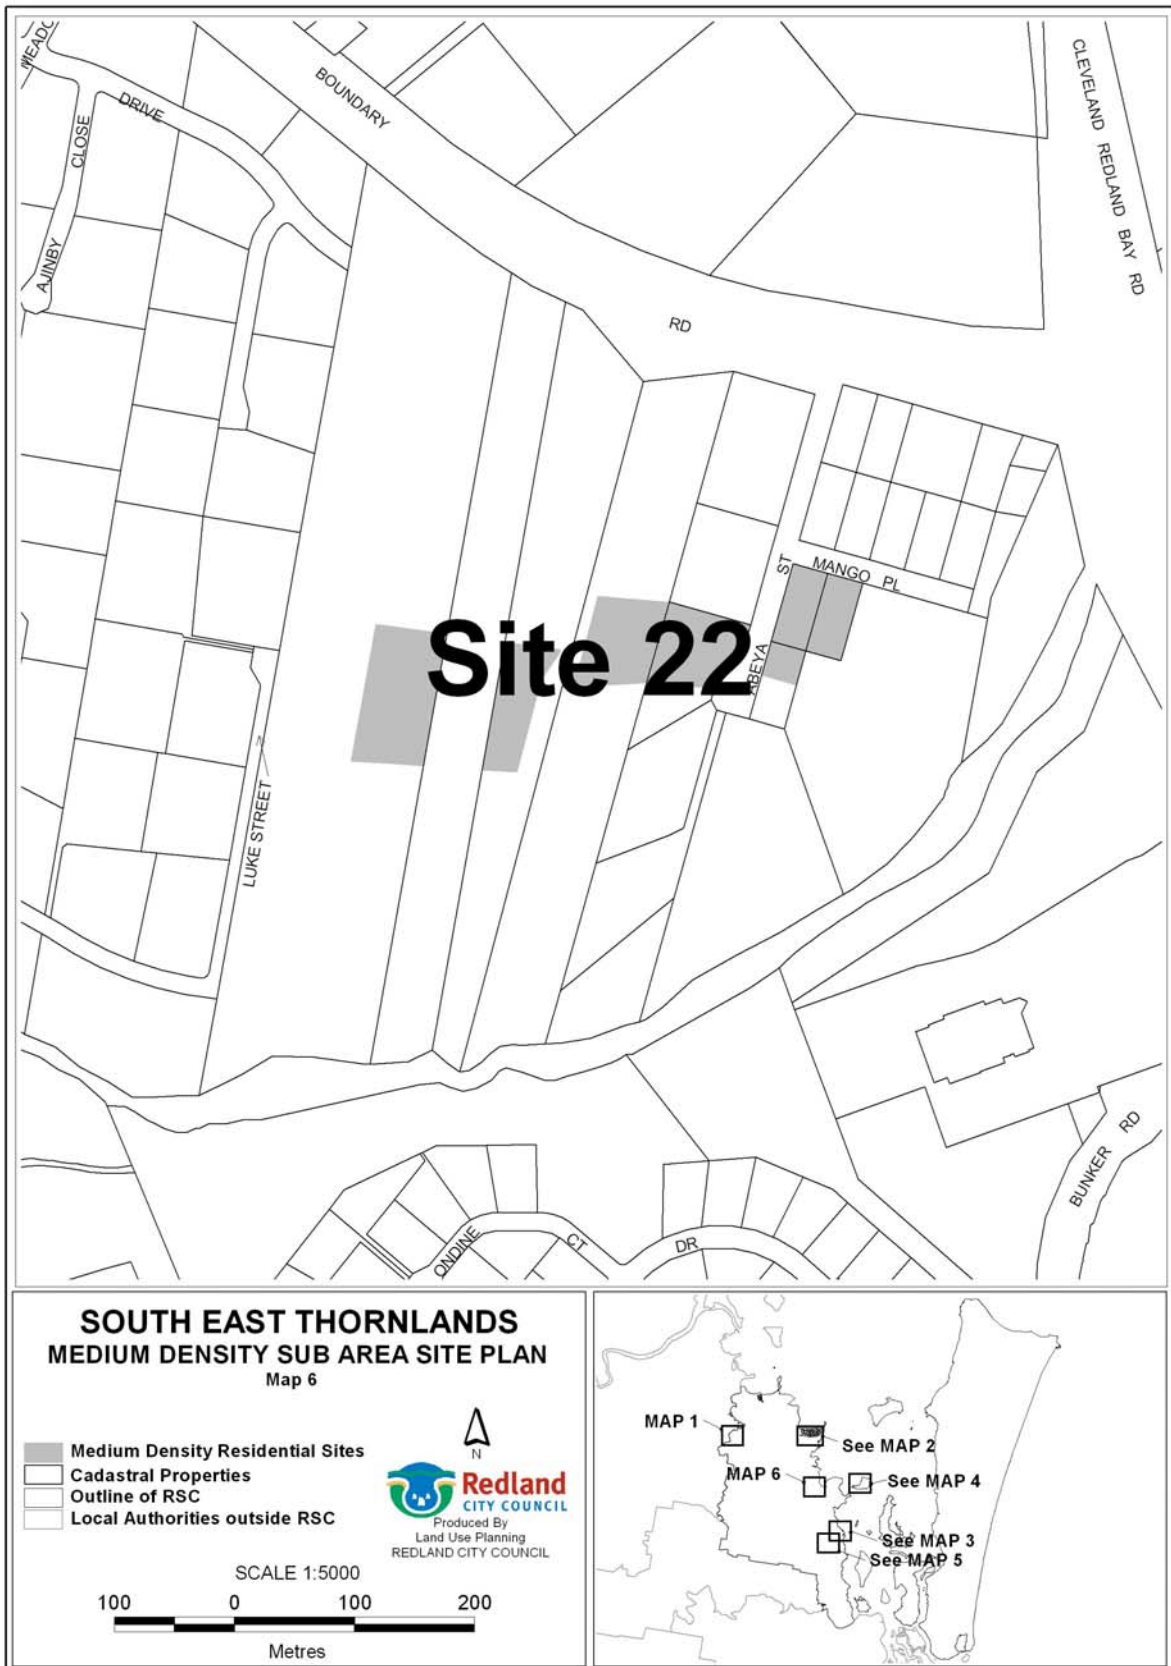 MEADO
DRIVE
CLOSE
AJINBY
BOUNDARY
RD
CLEVELAND REDLAND BAY RD
ST
MANGO PL
Site 22
ABEYA
LUKE STREET
BUNKER RD
ONDINE
CT
DR
SOUTH EAST THORNLANDS
MEDIUM DENSITY SUB AREA SITE PLAN
Map 6
N
Medium Density Residential Sites
Cadastral Properties
Outline of RSC
Local Authorities outside RSC
Redland
CITY COUNCIL
Produced By
Land Use Planning
REDLAND CITY COUNCIL
SCALE 1:5000
100 0 100 200
Metres
MAP 1
See MAP 2
MAP 6
See MAP 4
See MAP 3
See MAP 5